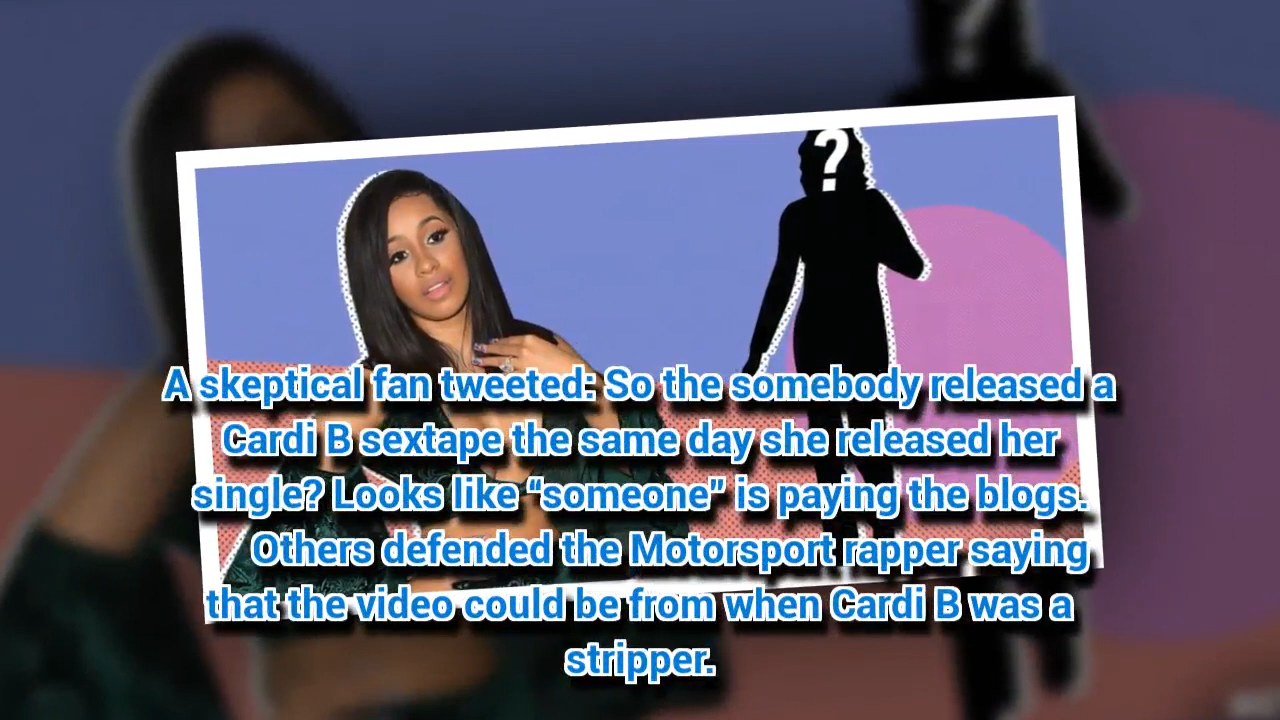 ?
A skeptical fan tweeted: So the somebody released a
Cardi B sextape the same day she released her
single? Looks like “someone” is paying the blogs.
Others defended the Motorsport rapper saying
that the video could be from when Cardi B was a
stripper.